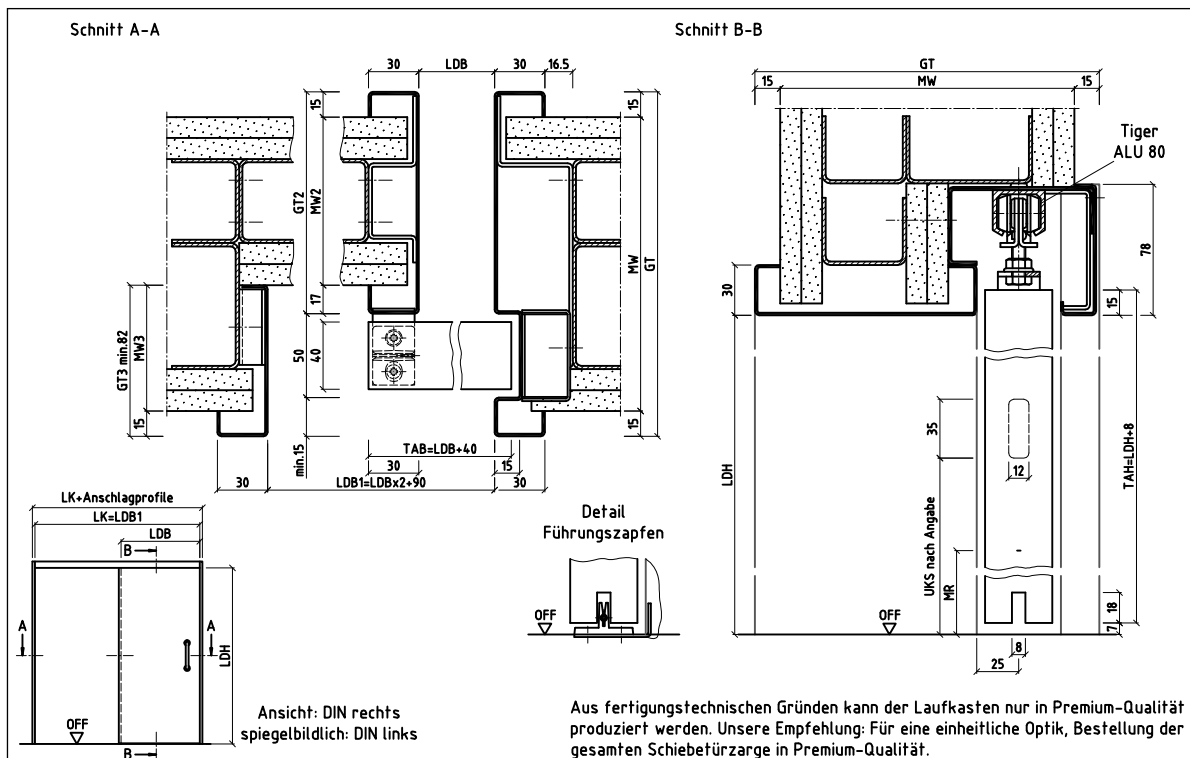 Schnitt A-A
30
LDB
30
16.5
15
15
GT2
MW2
MW
GT
17
50
40
GT3 min.82
MW3
15
15
min.15
TAB=LDB+40
30
15
30
LDB1=LDBx2+90
30
Schnitt B-B
GT
15
MW
15
Tiger
ALU 80
78
30
15
35
12
LDH
UKS nach Angabe
MR
TAH=LDH+8
OFF
18
7
8
25
LK+Anschlagprofile
LK=LDB1
LDB
B
A
A
LDH
OFF
B
Ansicht: DIN rechts
spiegelbildlich: DIN links
Detail
Führungszapfen
OFF
Aus fertigungstechnischen Gründen kann der Laufkasten nur in Premium-Qualität
produziert werden. Unsere Empfehlung: Für eine einheitliche Optik, Bestellung der
gesamten Schiebetürzarge in Premium-Qualität.